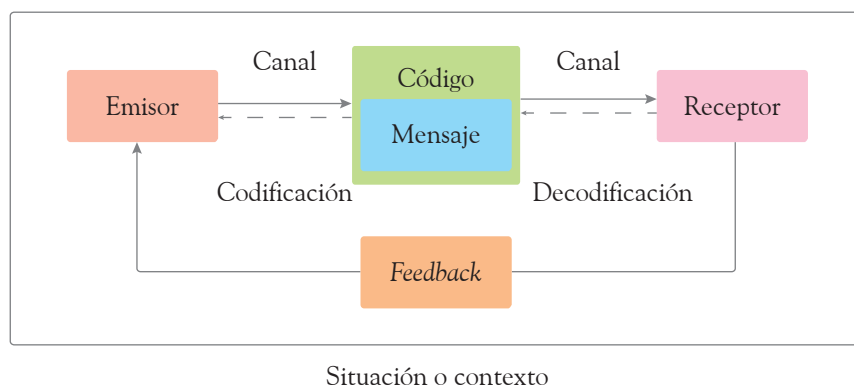 Canal
Canal
Código
Emisor
Receptor
Mensaje
Codificación
Decodificación
Feedback
Situación o contexto